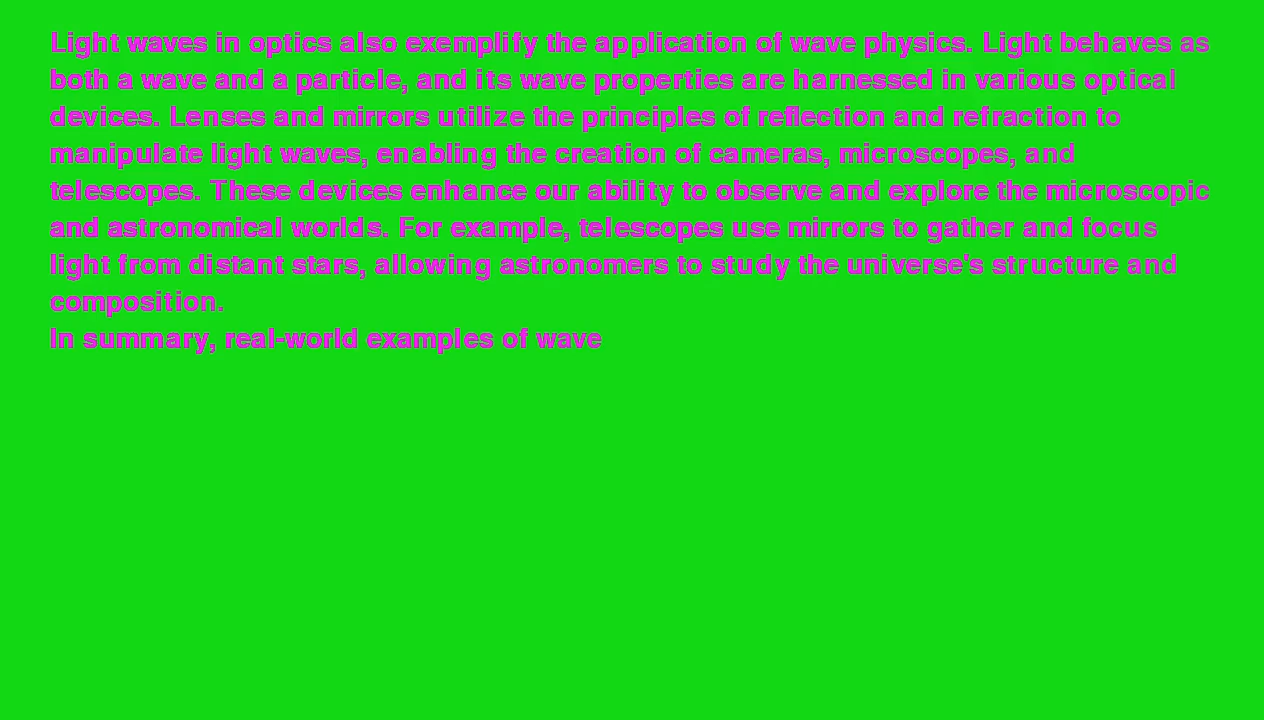 Light waves in optics also exemplify the application of wave physics. Light behaves as
both a wave and a particle, and its wave properties are harnessed in various optical
devices. Lenses and mirrors utilize the principles of reflection and refraction to
manipulate light waves, enabling the creation of cameras, microscopes, and
telescopes. These devices enhance our ability to observe and explore the microscopic
and astronomical worlds. For example, telescopes use mirrors to gather and focus
light from distant stars, allowing astronomers to study the universe's structure and
composition.
In summary, real-world examples of wave